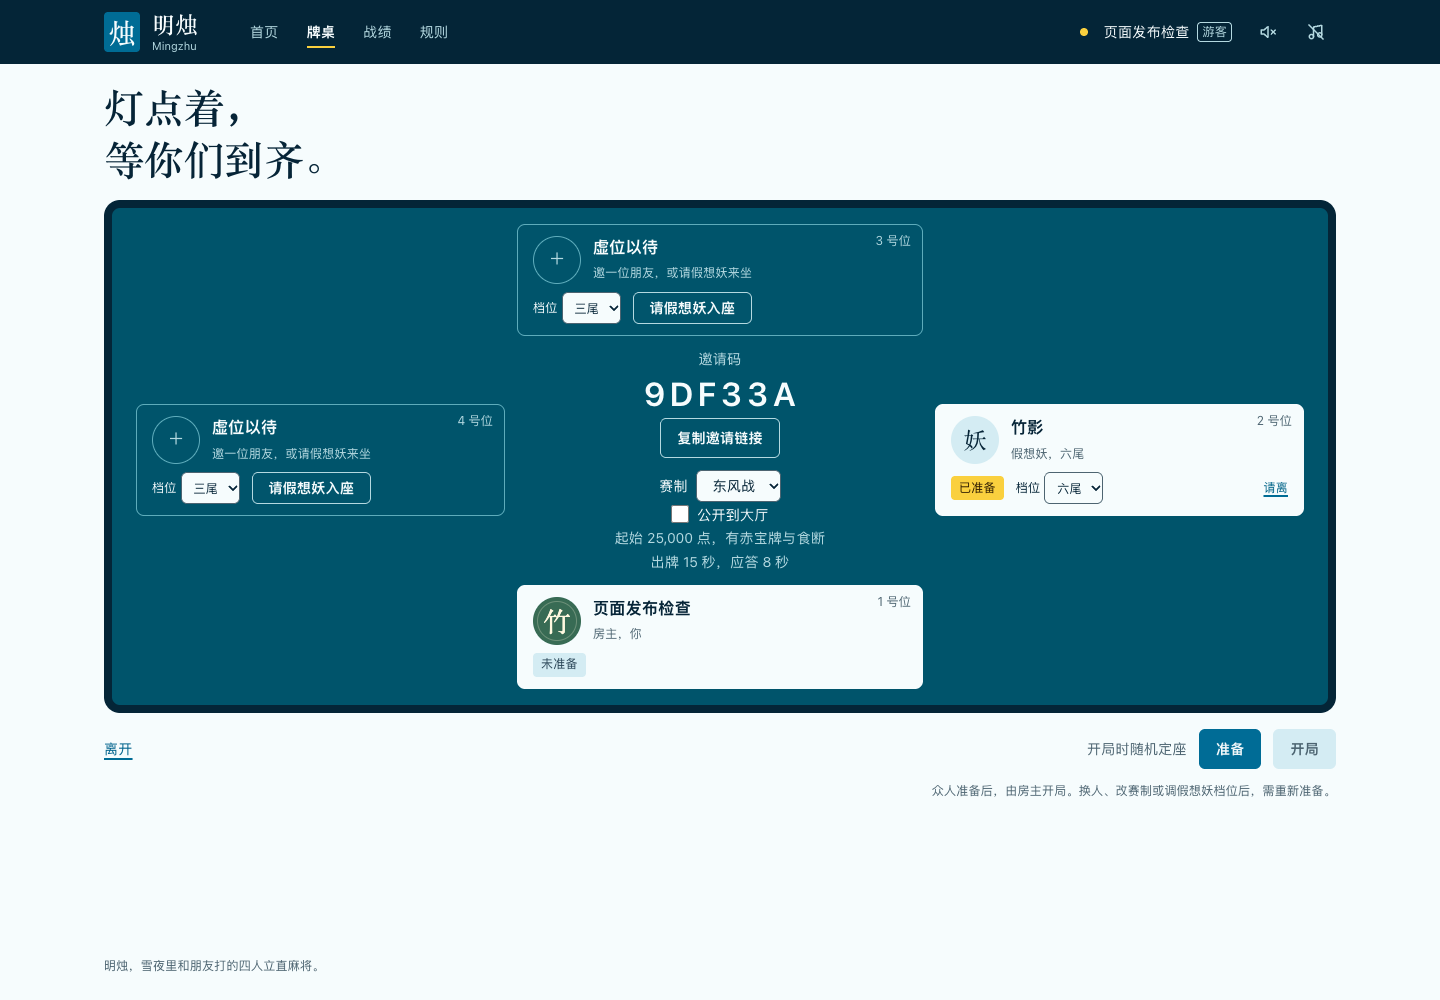 烛 明烛
Mingzhu
首页 牌桌 战绩 规则
页面发布检查 游客
灯点着，
等你们到齐。
3 号位
虚位以待
邀一位朋友，或请假想妖来坐
档位 三尾 请假想妖入座
邀请码
9DF33A
复制邀请链接
赛制 东风战
公开到大厅
起始 25,000 点，有赤宝牌与食断
出牌 15 秒，应答 8 秒
4 号位
虚位以待
邀一位朋友，或请假想妖来坐
档位 三尾 请假想妖入座
2 号位
妖 竹影
假想妖，六尾
已准备 档位 六尾 请离
1 号位
竹 页面发布检查
房主，你
未准备
离开 开局时随机定座 准备 开局
众人准备后，由房主开局。换人、改赛制或调假想妖档位后，需重新准备。
明烛，雪夜里和朋友打的四人立直麻将。